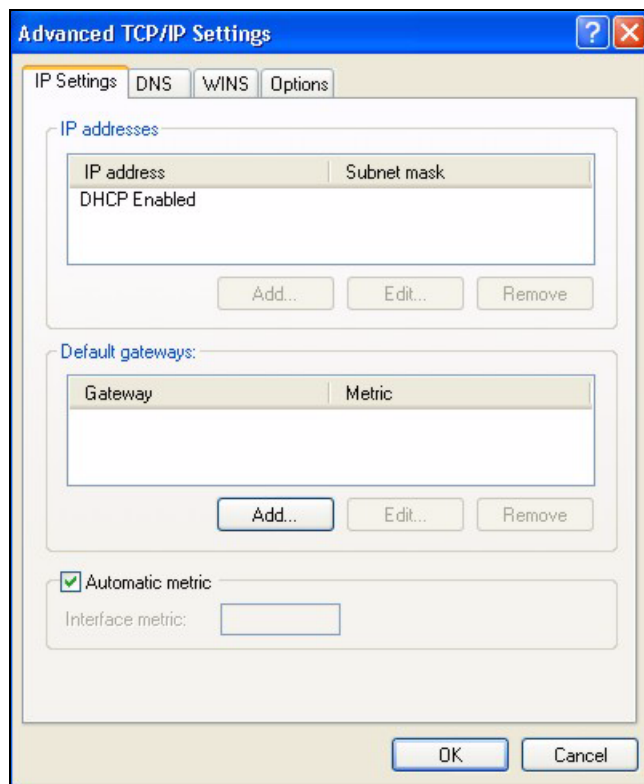 Advanced TCP/IP Settings
IP Settings DNS WINS Options
IP addresses
IP address Subnet mask
DHCP Enabled
Add... Edit... Remove
Default gateways:
Gateway Metric
Add... Edit... Remove
Automatic metric
Interface metric:
OK Cancel